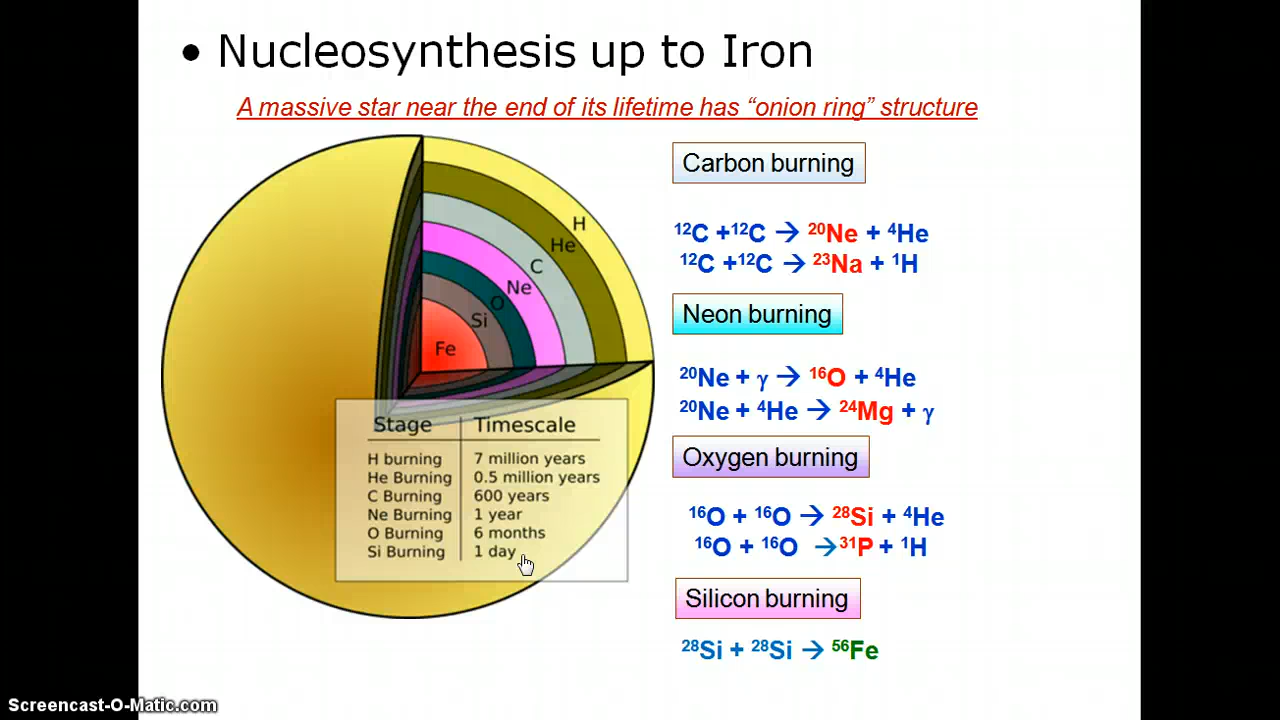 • Nucleosynthesis up to Iron
A massive star near the end of its lifetime has “onion ring” structure
H
He
C
Ne
O
Si
Fe
Stage Timescale
H burning 7 million years
He Burning 0.5 million years
C Burning 600 years
Ne Burning 1 year
O Burning 6 months
Si Burning 1 day
Carbon burning
¹²C +¹²C → ²⁰Ne + ⁴He
¹²C +¹²C → ²³Na + ¹H
Neon burning
²⁰Ne + γ → ¹⁶O + ⁴He
²⁰Ne + ⁴He → ²⁴Mg + γ
Oxygen burning
¹⁶O + ¹⁶O → ²⁸Si + ⁴He
¹⁶O + ¹⁶O → ³¹P + ¹H
Silicon burning
²⁸Si + ²⁸Si → ⁵⁶Fe
Screencast-O-Matic.com